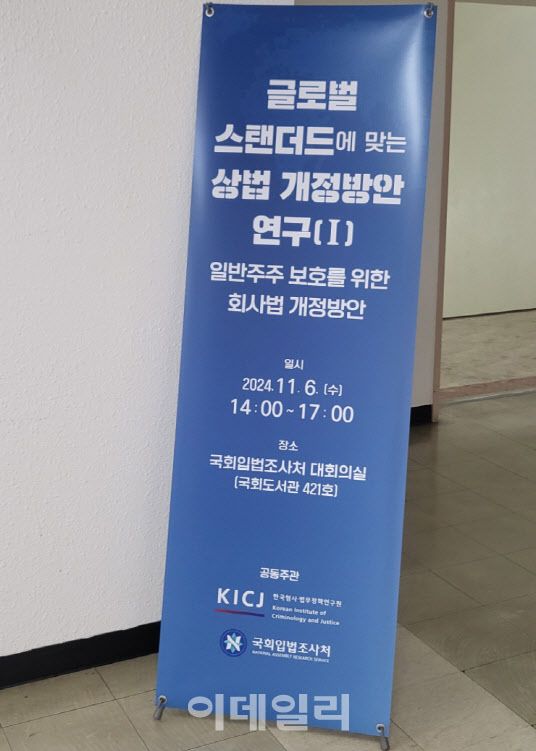 글로벌
스탠더드에 맞는
상법 개정방안
연구(Ⅰ)
일반주주 보호를 위한
회사법 개정방안
일시
2024. 11. 6. (수)
14:00 ~ 17:00
장소
국회입법조사처 대회의실
(국회도서관 421호)
공동주관
KICJ 한국형사·법무정책연구원
Korean Institute of
Criminology and Justice
국회입법조사처
NATIONAL ASSEMBLY RESEARCH SERVICE
이데일리